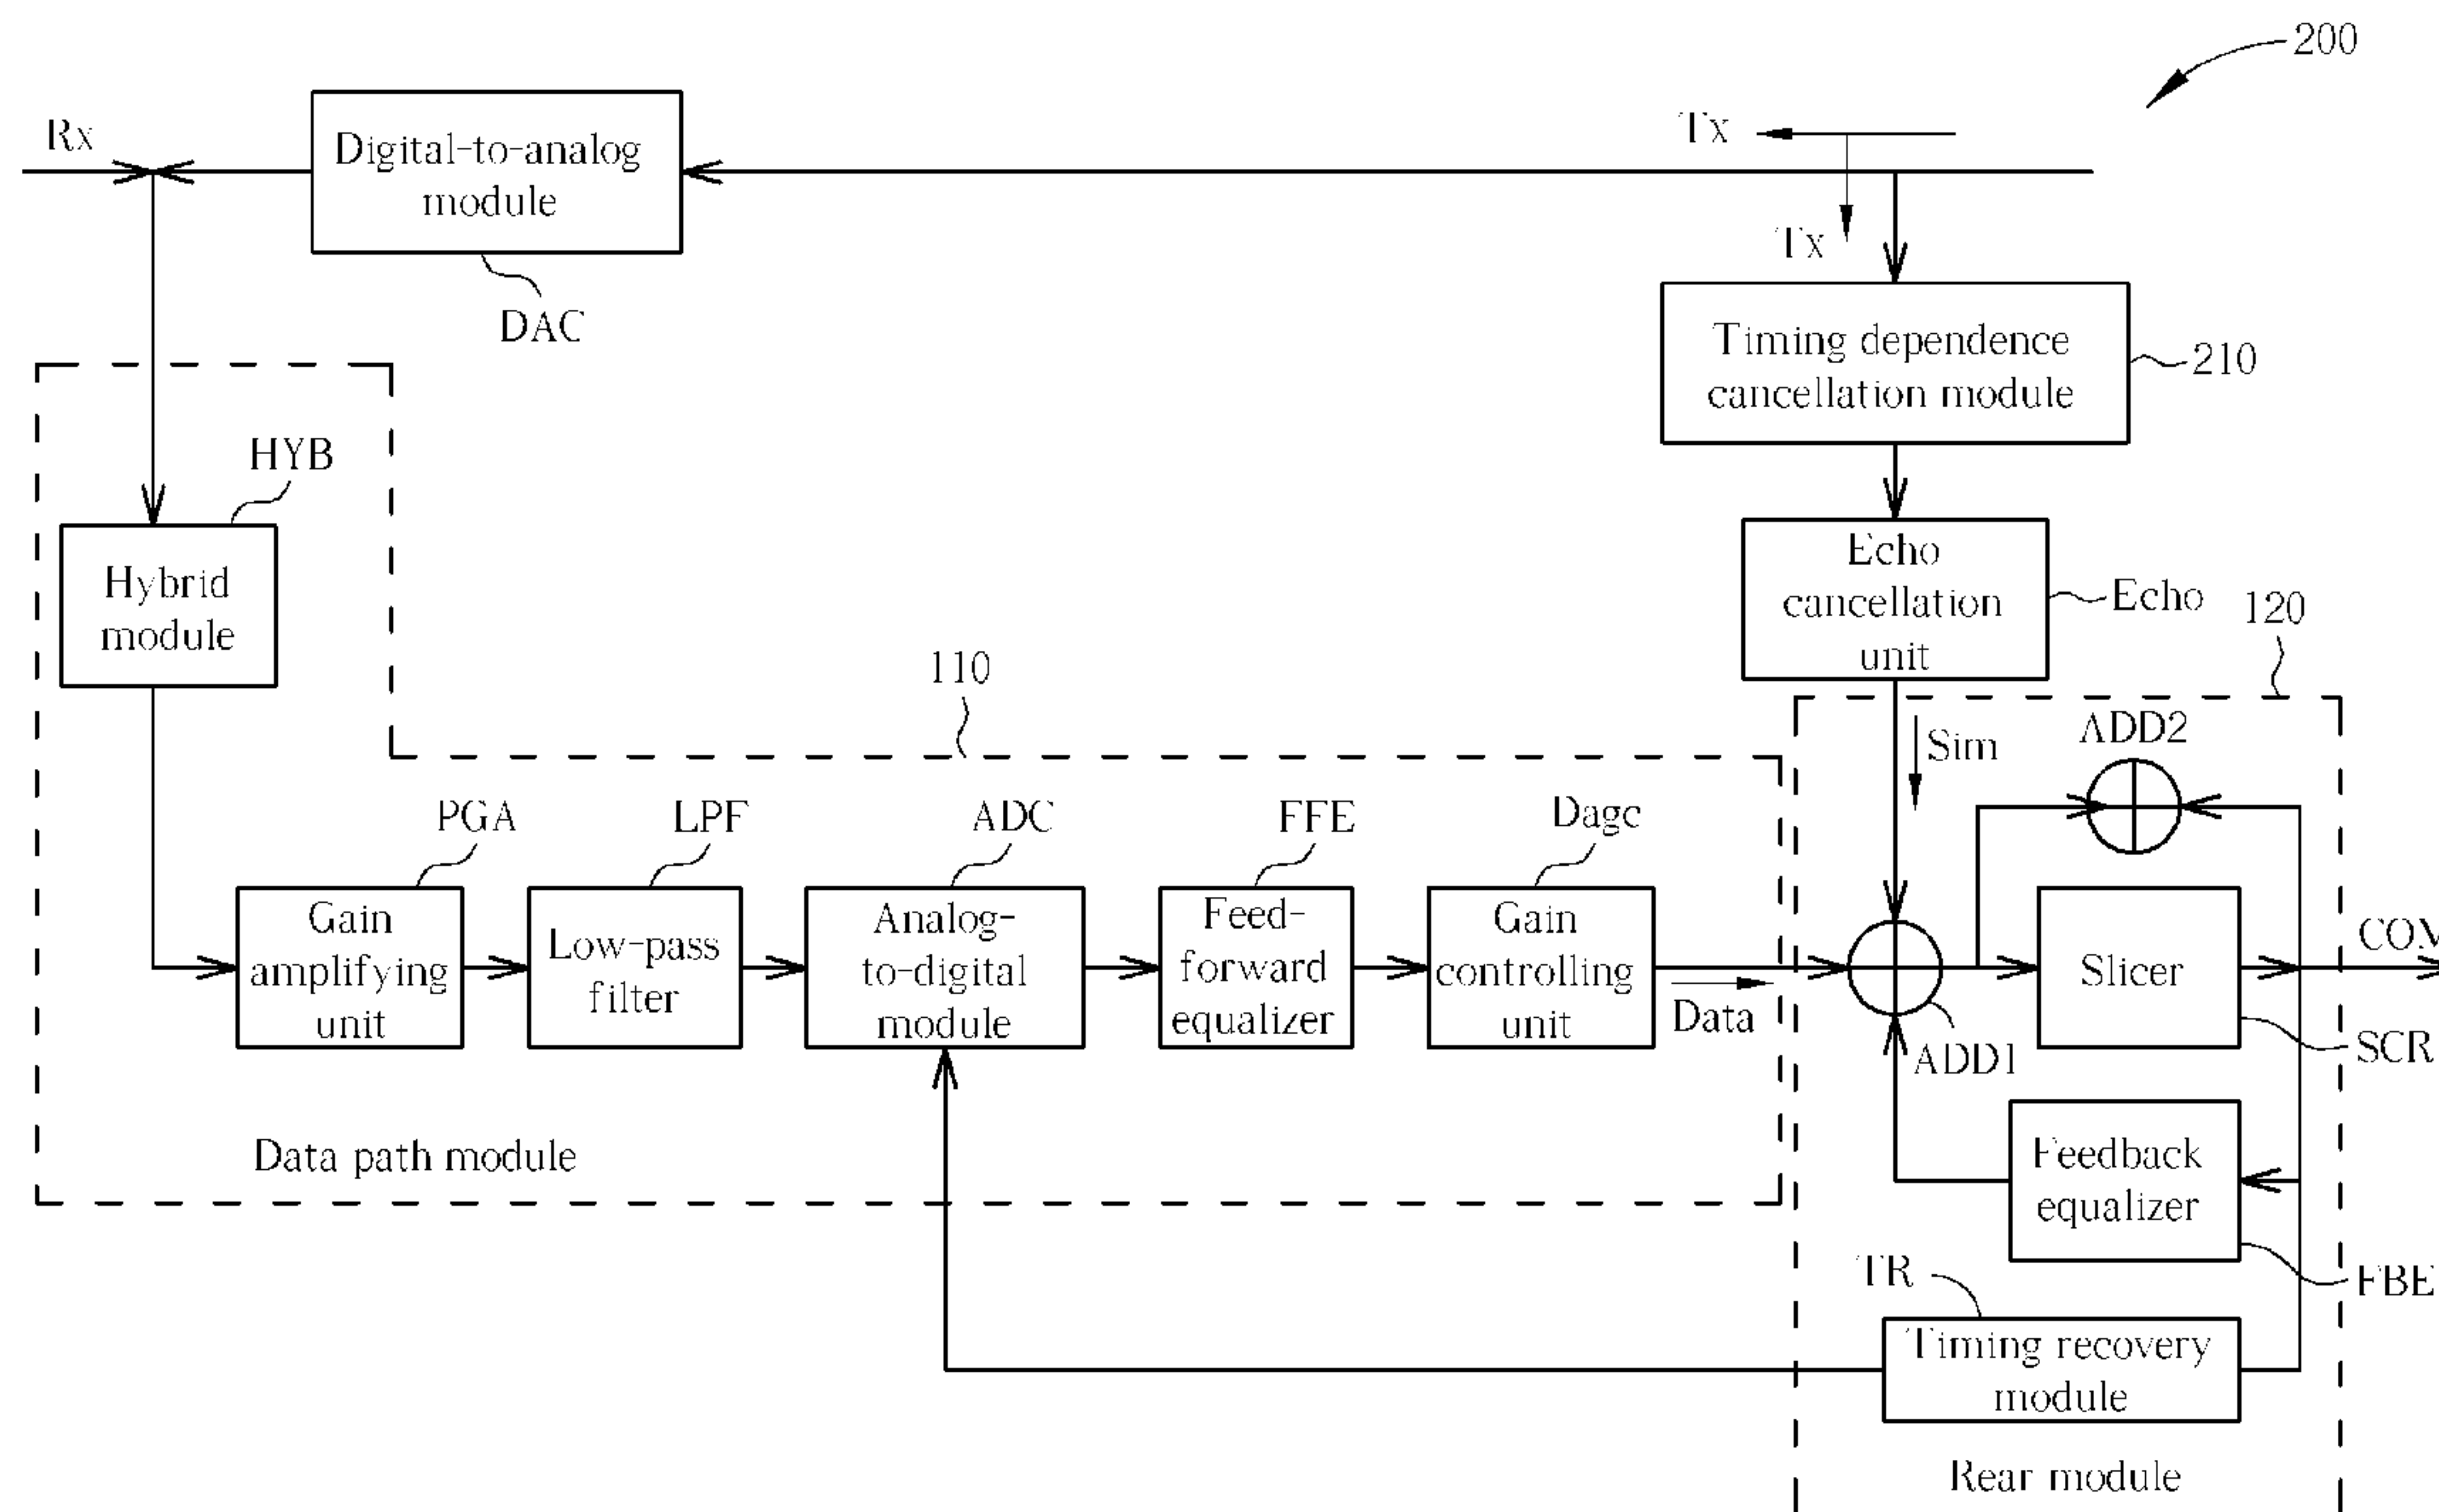 200
Rx
Digital-to-analog
module
Tx
Tx
DAC
Timing dependence
cancellation module
210
HYB
Hybrid
module
Echo
cancellation
unit
Echo
120
110
Sim
ADD2
PGA
LPF
ADC
FFE
Dagc
Gain
amplifying
unit
Low-pass
filter
Analog-
to-digital
module
Feed-
forward
equalizer
Gain
controlling
unit
Data
ADD1
Slicer
SCR
Data path module
Feedback
equalizer
FBE
TR
Timing recovery
module
Rear module